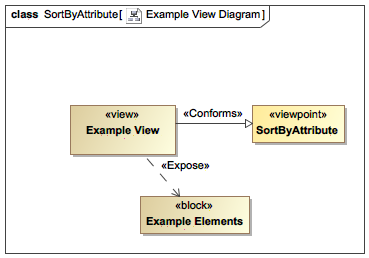 class SortByAttribute[ Example View Diagram ]
«view»
Example View
«Conforms»
«viewpoint»
SortByAttribute
«Expose»
«block»
Example Elements